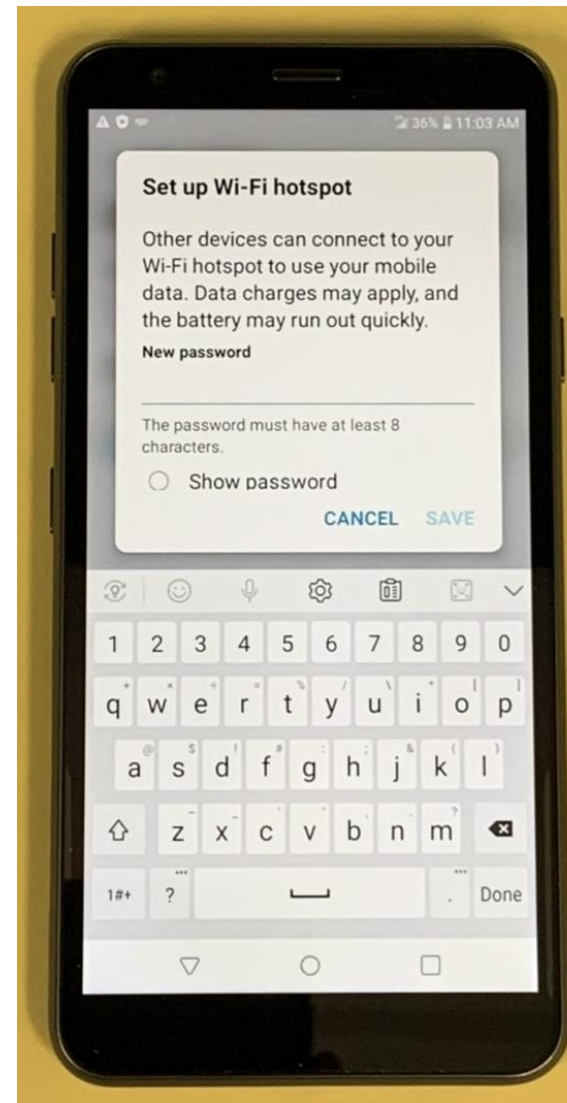 36% 11:03 AM
Set up Wi-Fi hotspot
Other devices can connect to your
Wi-Fi hotspot to use your mobile
data. Data charges may apply, and
the battery may run out quickly.
New password
The password must have at least 8
characters.
Show password
CANCEL SAVE
1 2 3 4 5 6 7 8 9 0
q w e r t y u i o p
a s d f g h j k l
z x c v b n m
1#+ ? . Done